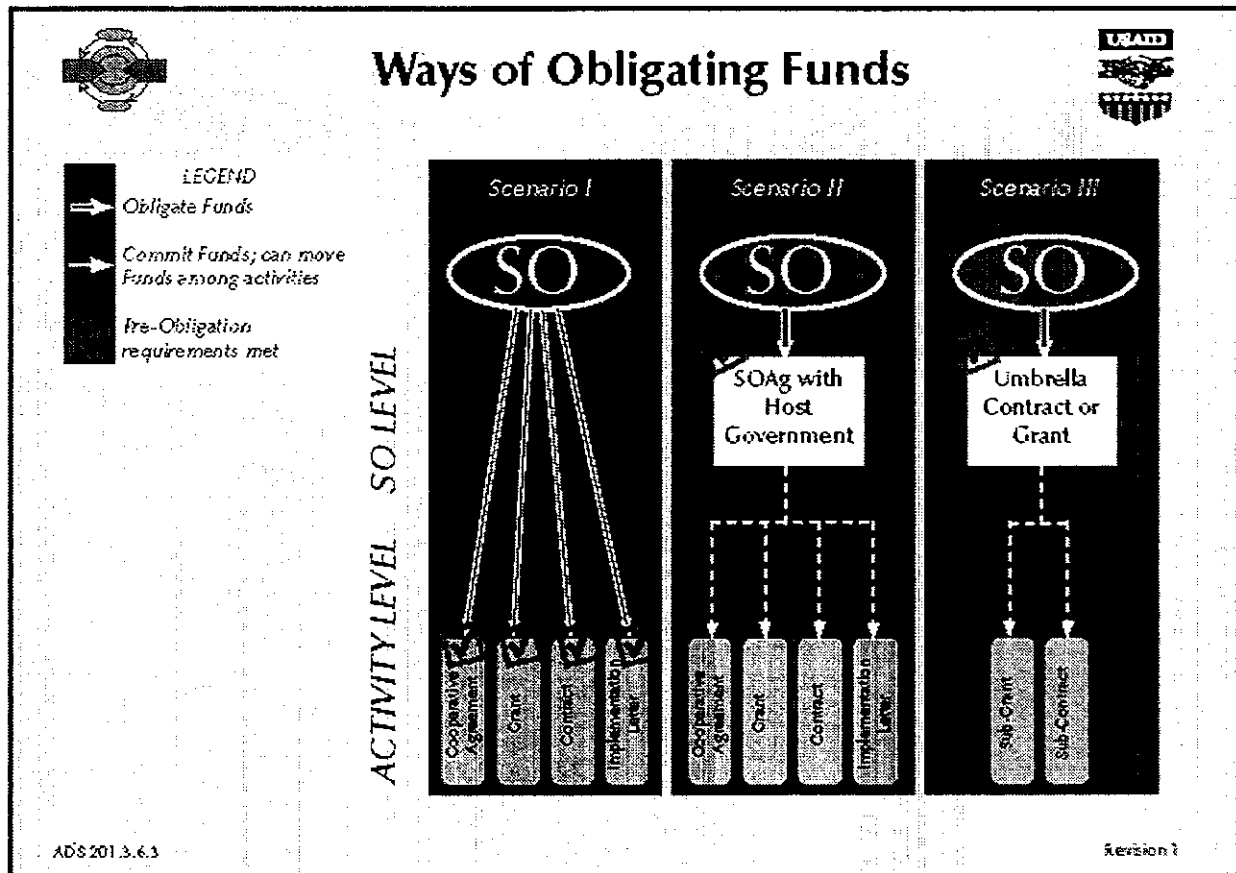 Ways of Obligating Funds
USAID
LEGEND
Obligate Funds
Commit Funds; can move
Funds among activities
Pre-Obligation
requirements met
SO LEVEL
ACTIVITY LEVEL
Scenario I
SO
Cooperative
Agreement
Grant
Contract
Implementation
Letter
Scenario II
SO
SOAg with
Host
Government
Cooperative
Agreement
Grant
Contract
Implementation
Letter
Scenario III
SO
Umbrella
Contract or
Grant
Sub-Grant
Sub-Contract
ADS 201.3.6.3
Revision 1